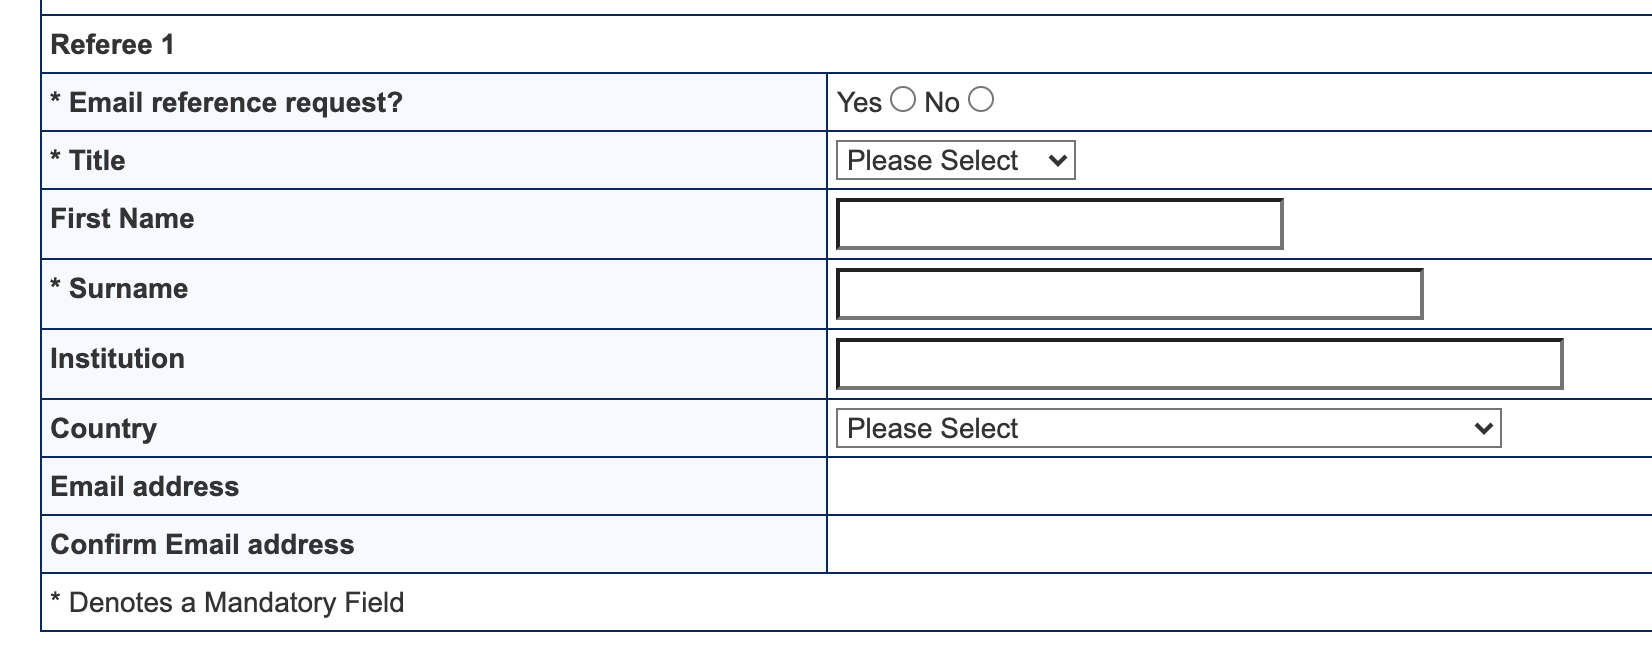 Referee 1
* Email reference request? Yes No
* Title Please Select
First Name
* Surname
Institution
Country Please Select
Email address
Confirm Email address
* Denotes a Mandatory Field